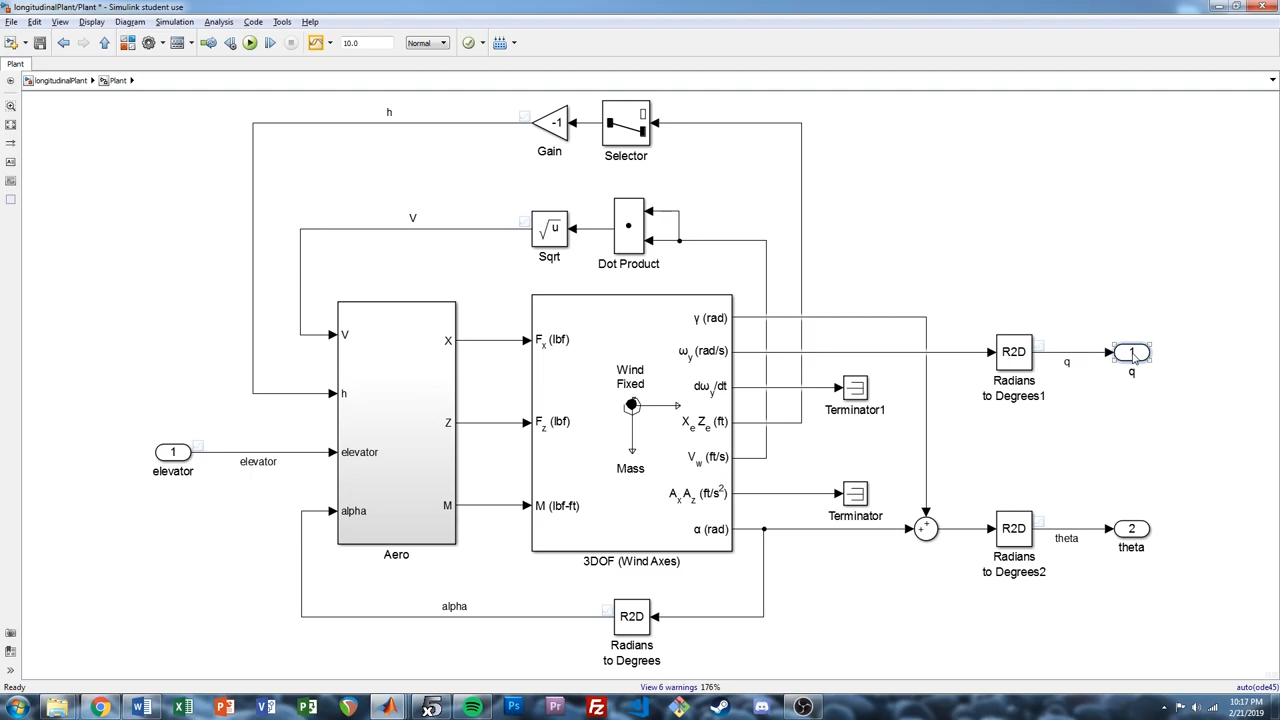 longitudinalPlant/Plant * - Simulink student use
File Edit View Display Diagram Simulation Analysis Code Tools Help
10.0
Normal
Plant
longitudinalPlant Plant
h
-1
Gain
Selector
V
√u
Sqrt
Dot Product
V
h
elevator
alpha
X
Z
M
Aero
1
elevator
elevator
Fx (lbf)
Fz (lbf)
M (lbf-ft)
Wind
Fixed
Mass
γ (rad)
ωy (rad/s)
dωy/dt
Xe Ze (ft)
Vw (ft/s)
Ax Az (ft/s²)
α (rad)
3DOF (Wind Axes)
Terminator1
Terminator
R2D
Radians
to Degrees1
q
1
q
R2D
Radians
to Degrees2
theta
2
theta
alpha
R2D
Radians
to Degrees
Ready
View 6 warnings 176%
auto(ode45)
10:17 PM
2/21/2019